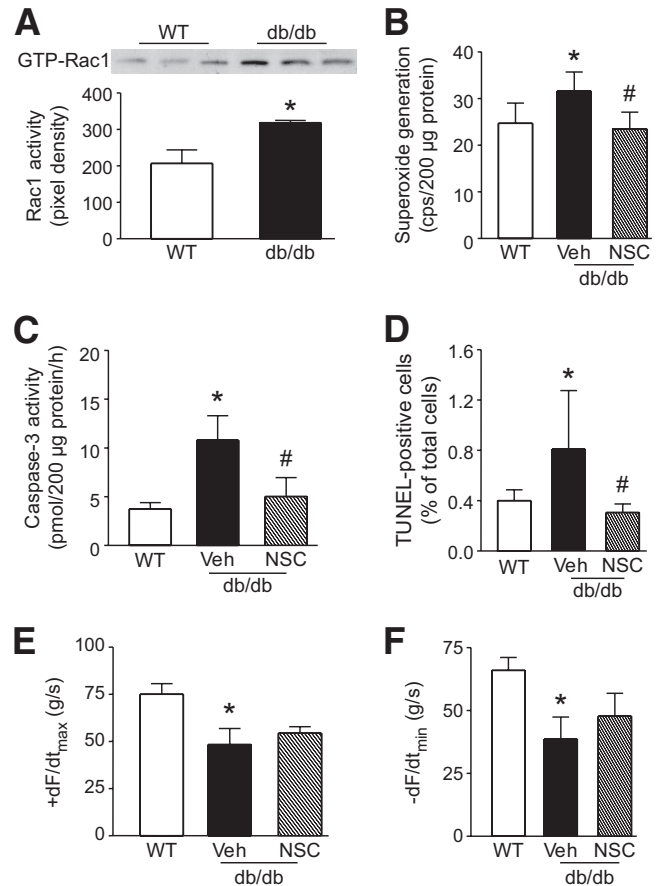 A
WT db/db
GTP-Rac1
Rac1 activity
(pixel density)
400
300
200
100
0
*
WT db/db
B
Superoxide generation
(cps/200 µg protein)
40
30
20
10
0
*
#
WT Veh NSC
db/db
C
Caspase-3 activity
(pmol/200 µg protein/h)
20
15
10
5
0
*
#
WT Veh NSC
db/db
D
TUNEL-positive cells
(% of total cells)
1.6
1.2
0.8
0.4
0.0
*
#
WT Veh NSC
db/db
E
+dF/dtmax (g/s)
100
75
50
25
0
*
WT Veh NSC
db/db
F
-dF/dtmin (g/s)
75
50
25
0
*
WT Veh NSC
db/db